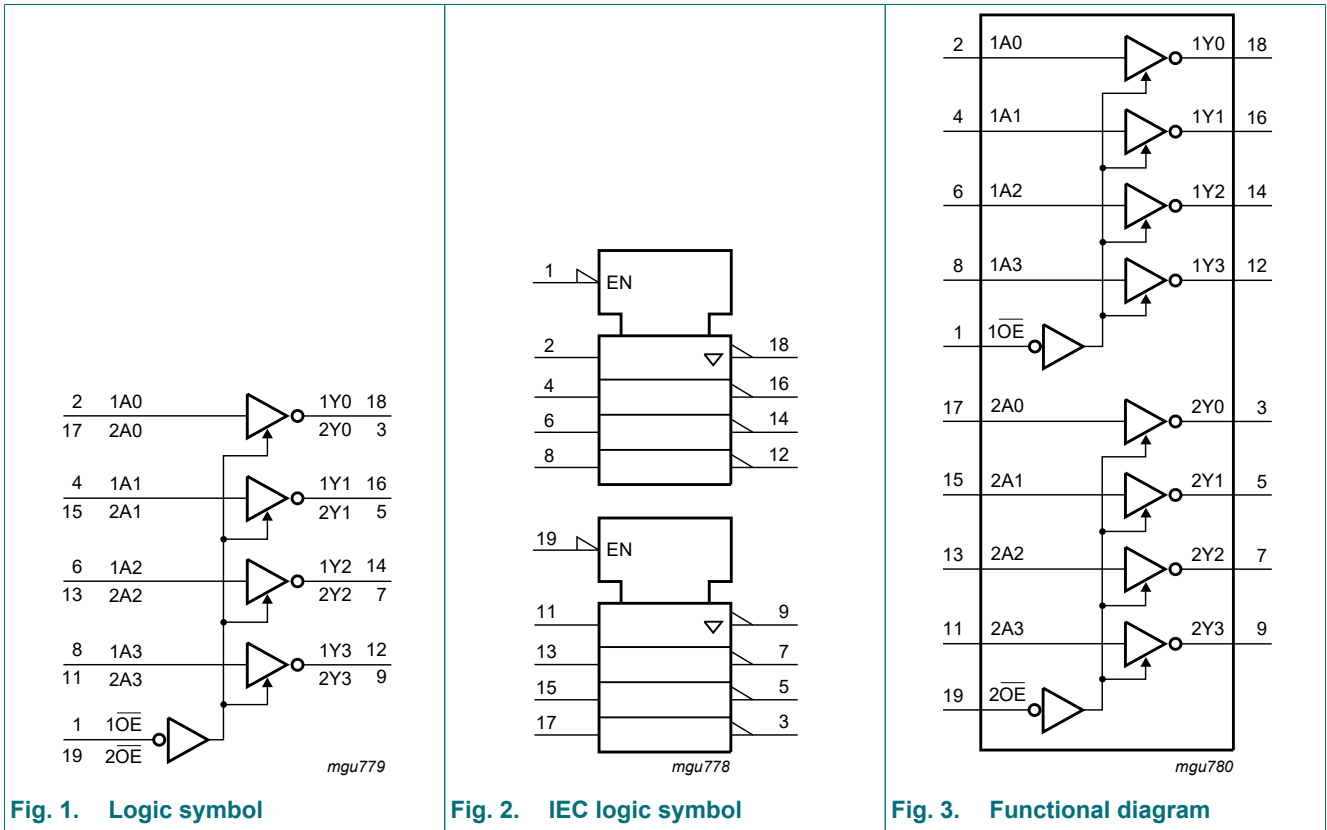 2 1A0 1Y0 18
17 2A0 2Y0 3
4 1A1 1Y1 16
15 2A1 2Y1 5
6 1A2 1Y2 14
13 2A2 2Y2 7
8 1A3 1Y3 12
11 2A3 2Y3 9
1 1O̅E̅
19 2O̅E̅
mgu779
Fig. 1. Logic symbol
1 EN
2 18
4 16
6 14
8 12
19 EN
11 9
13 7
15 5
17 3
mgu778
Fig. 2. IEC logic symbol
2 1A0 1Y0 18
4 1A1 1Y1 16
6 1A2 1Y2 14
8 1A3 1Y3 12
1 1O̅E̅
17 2A0 2Y0 3
15 2A1 2Y1 5
13 2A2 2Y2 7
11 2A3 2Y3 9
19 2O̅E̅
mgu780
Fig. 3. Functional diagram